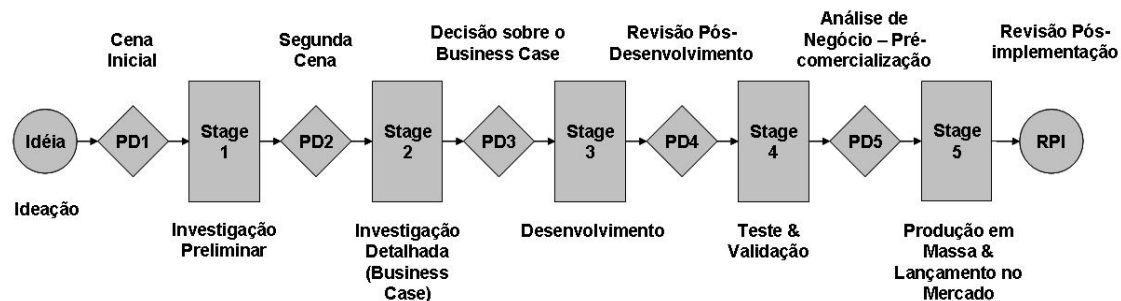 Cena
Inicial
Segunda
Cena
Decisão sobre o
Business Case
Revisão Pós-
Desenvolvimento
Análise de
Negócio – Pré-
comercialização
Revisão Pós-
implementação
Idéia
PD1
Stage
1
PD2
Stage
2
PD3
Stage
3
PD4
Stage
4
PD5
Stage
5
RPI
Ideação
Investigação
Preliminar
Investigação
Detalhada
(Business
Case)
Desenvolvimento
Teste &
Validação
Produção em
Massa &
Lançamento no
Mercado